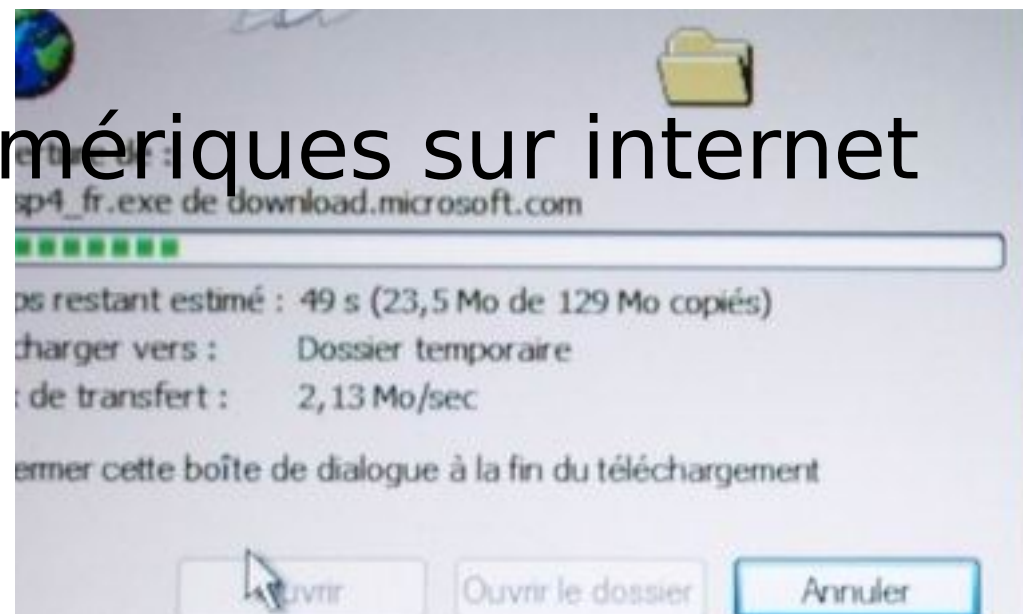 mériques sur internet
sp4_fr.exe de download.microsoft.com
ps restant estimé : 49 s (23,5 Mo de 129 Mo copiés)
charger vers : Dossier temporaire
de transfert : 2,13 Mo/sec
ermer cette boîte de dialogue à la fin du téléchargement
uvrir Ouvrir le dossier Annuler